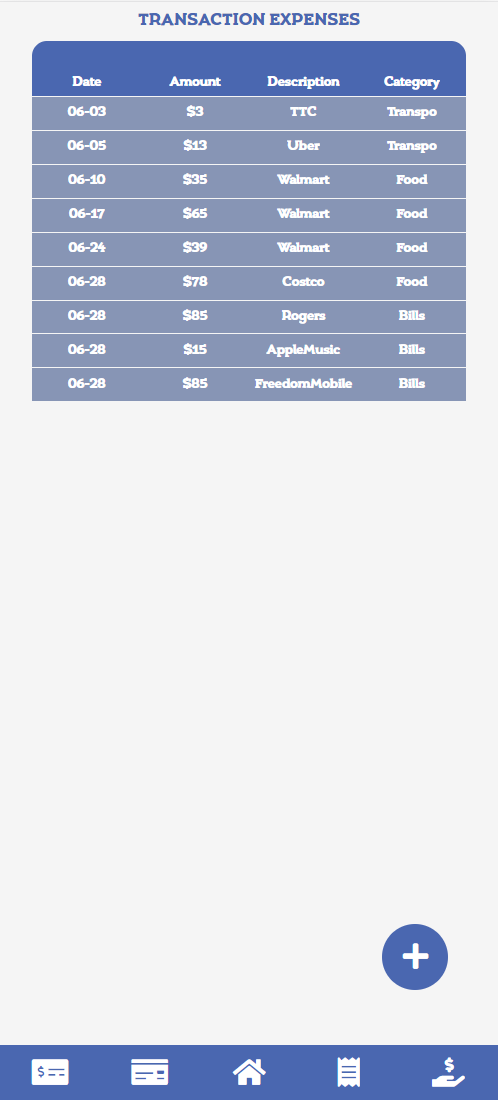 TRANSACTION EXPENSES
Date Amount Description Category
06-03 $3 TTC Transpo
06-05 $13 Uber Transpo
06-10 $35 Walmart Food
06-17 $65 Walmart Food
06-24 $39 Walmart Food
06-28 $78 Costco Food
06-28 $85 Rogers Bills
06-28 $15 AppleMusic Bills
06-28 $85 FreedomMobile Bills